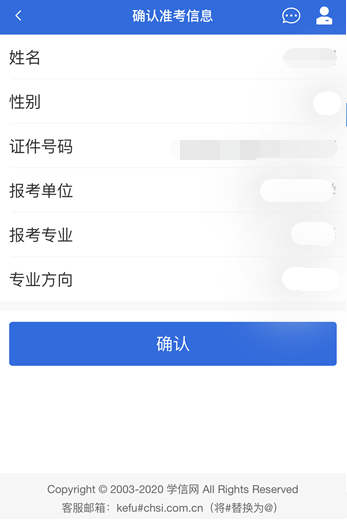 确认准考信息
姓名
性别
证件号码
报考单位
报考专业
专业方向
确认
Copyright © 2003-2020 学信网 All Rights Reserved
客服邮箱：kefu#chsi.com.cn（将#替换为@）